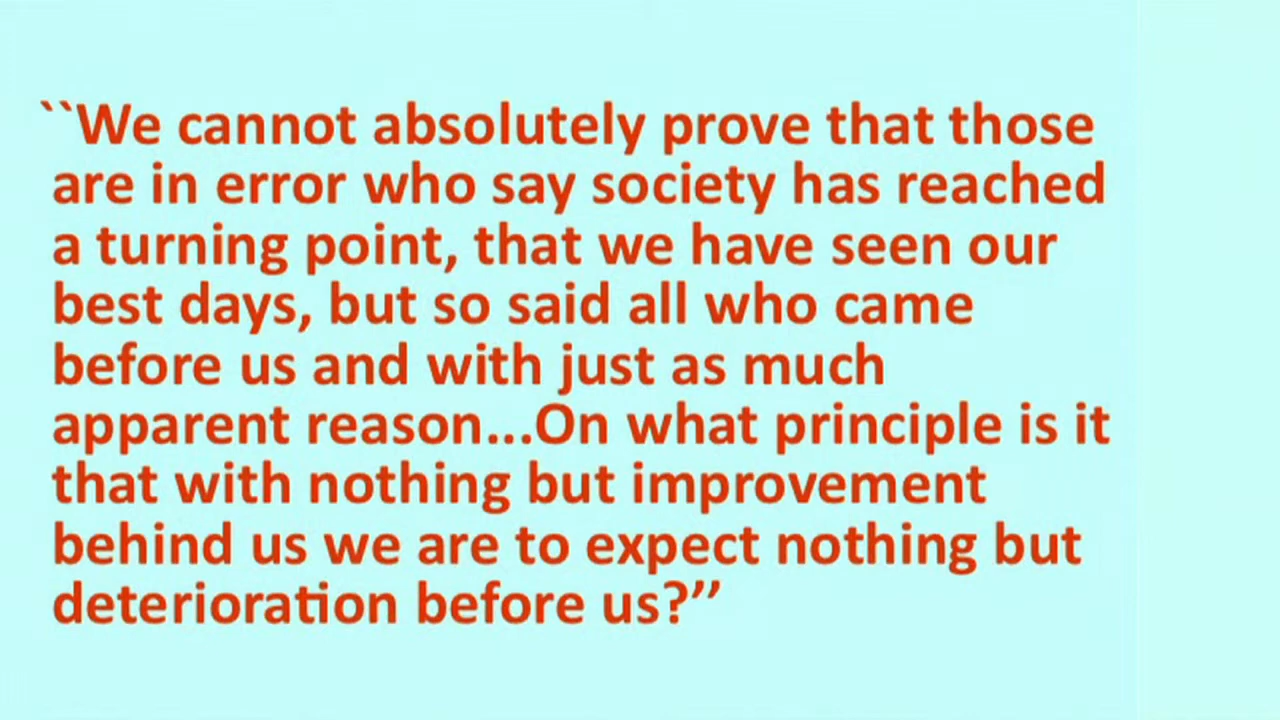 ``We cannot absolutely prove that those
are in error who say society has reached
a turning point, that we have seen our
best days, but so said all who came
before us and with just as much
apparent reason...On what principle is it
that with nothing but improvement
behind us we are to expect nothing but
deterioration before us?’’